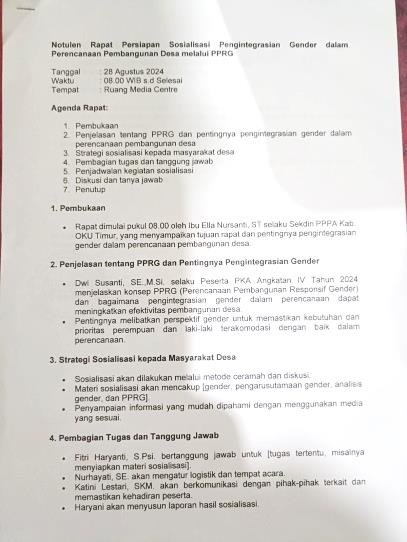 Notulen Rapat Persiapan Sosialisasi Pengintegrasian Gender dalam
Perencanaan Pembangunan Desa melalui PPRG
Tanggal : 28 Agustus 2024
Waktu : 08.00 WIB s.d Selesai
Tempat : Ruang Media Centre
Agenda Rapat:
1. Pembukaan
2. Penjelasan tentang PPRG dan pentingnya pengintegrasian gender dalam
perencanaan pembangunan desa
3. Strategi sosialisasi kepada masyarakat desa
4. Pembagian tugas dan tanggung jawab
5. Penjadwalan kegiatan sosialisasi
6. Diskusi dan tanya jawab
7. Penutup
1. Pembukaan
• Rapat dimulai pukul 08.00 oleh Ibu Ella Nursanti, ST selaku Sekdin PPPA Kab.
OKU Timur, yang menyampaikan tujuan rapat dan pentingnya pengintegrasian
gender dalam perencanaan pembangunan desa.
2. Penjelasan tentang PPRG dan Pentingnya Pengintegrasian Gender
• Dwi Susanti, SE.,M.Si. selaku Peserta PKA Angkatan IV Tahun 2024
menjelaskan konsep PPRG (Perencanaan Pembangunan Responsif Gender)
dan bagaimana pengintegrasian gender dalam perencanaan dapat
meningkatkan efektivitas pembangunan desa.
• Pentingnya melibatkan perspektif gender untuk memastikan kebutuhan dan
prioritas perempuan dan laki-laki terakomodasi dengan baik dalam
perencanaan.
3. Strategi Sosialisasi kepada Masyarakat Desa
• Sosialisasi akan dilakukan melalui metode ceramah dan diskusi.
• Materi sosialisasi akan mencakup [gender, pengarusutamaan gender, analisis
gender, dan PPRG].
• Penyampaian informasi yang mudah dipahami dengan menggunakan media
yang sesuai.
4. Pembagian Tugas dan Tanggung Jawab
• Fitri Haryanti, S.Psi. bertanggung jawab untuk [tugas tertentu, misalnya
menyiapkan materi sosialisasi].
• Nurhayati, SE. akan mengatur logistik dan tempat acara.
• Katini Lestari, SKM. akan berkomunikasi dengan pihak-pihak terkait dan
memastikan kehadiran peserta.
• Haryani akan menyusun laporan hasil sosialisasi.